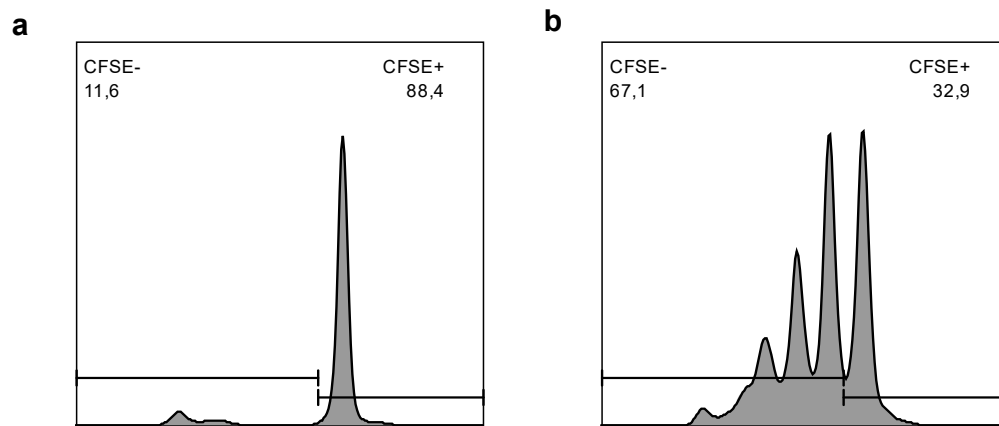 a
CFSE-
11,6
CFSE+
88,4
b
CFSE-
67,1
CFSE+
32,9